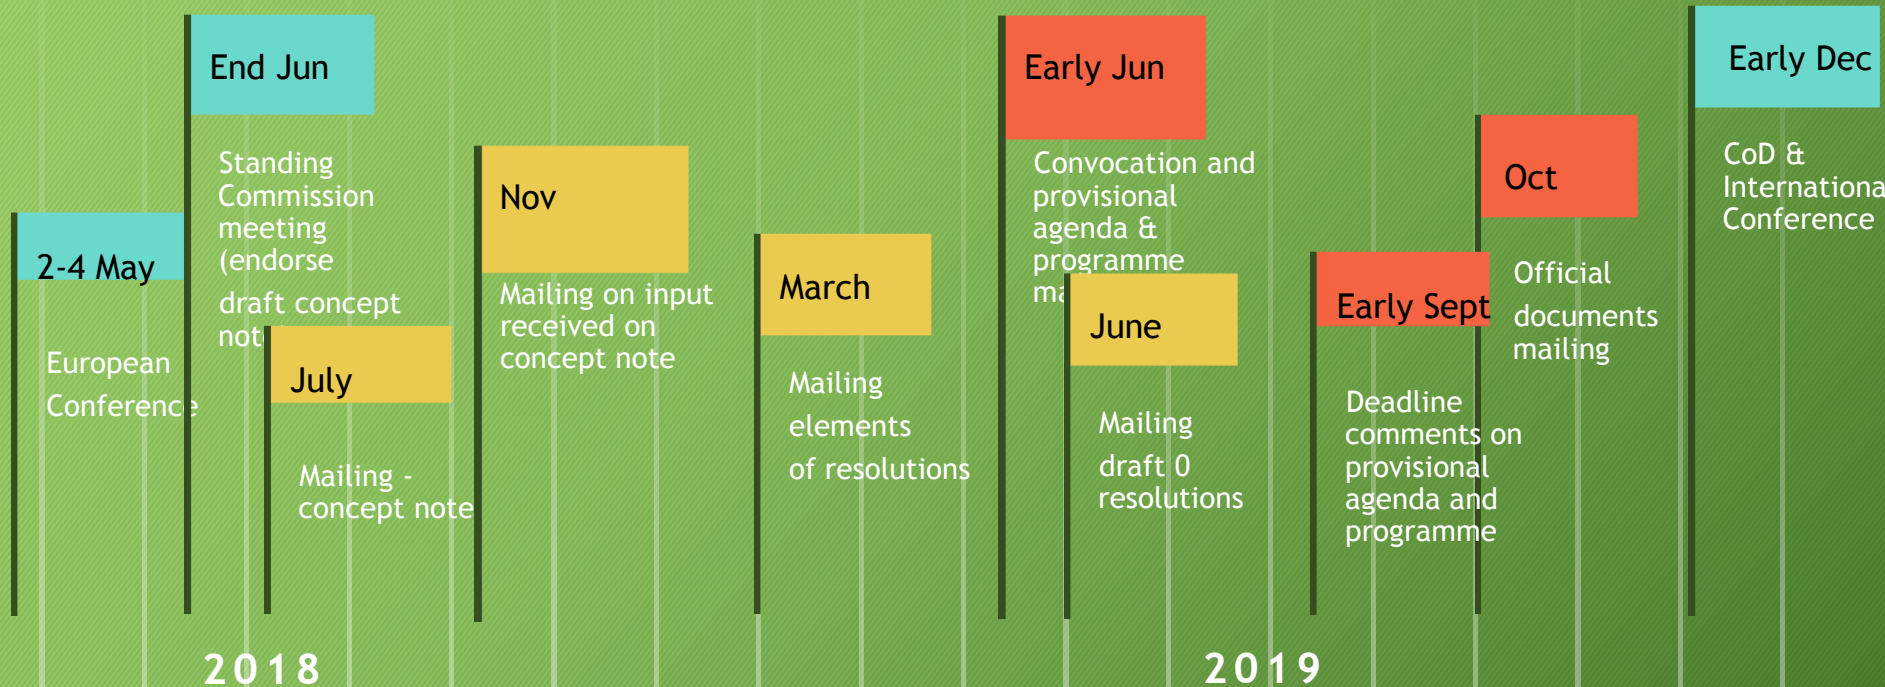 2-4 May
European
Conference
End Jun
Standing
Commission
meeting
(endorse
draft concept
July
Mailing -
concept note
Nov
Mailing on input
received on
concept note
March
Mailing
elements
of resolutions
Early Jun
Convocation and
provisional
agenda &
programme
June
Mailing
draft 0
resolutions
Early Sept
Deadline
comments on
provisional
agenda and
programme
Oct
Official
documents
mailing
Early Dec
CoD &
Internationa
Conference
2018
2019